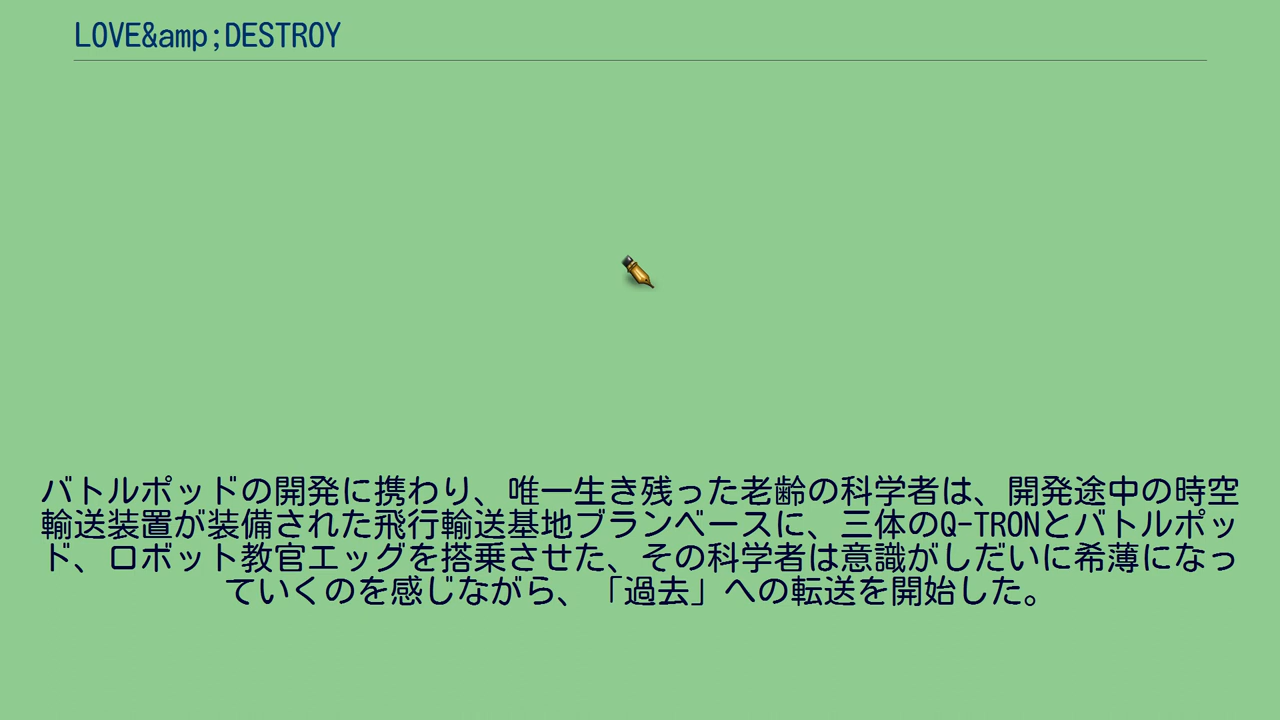 LOVE&amp;DESTROY
バトルポッドの開発に携わり、唯一生き残った老齢の科学者は、開発途中の時空
輸送装置が装備された飛行輸送基地ブランベースに、三体のQ-TRONとバトルポッ
ド、ロボット教官エッグを搭乗させた、その科学者は意識がしだいに希薄になっ
ていくのを感じながら、「過去」への転送を開始した。